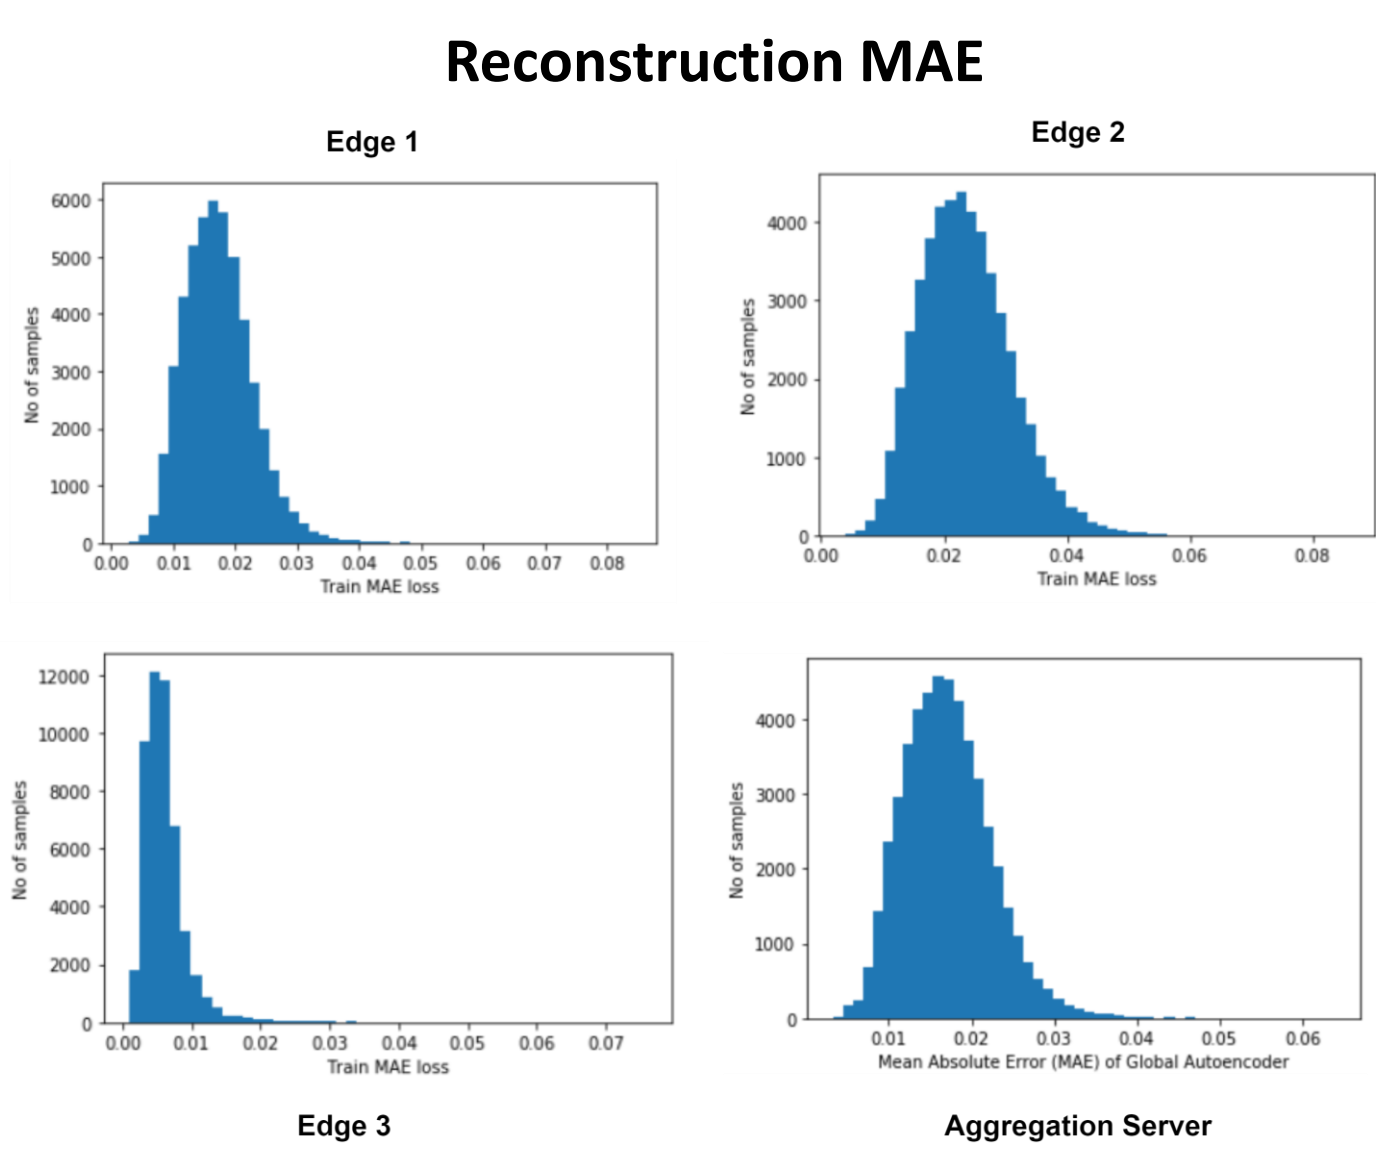 Reconstruction MAE
Edge 1
6000
5000
4000
3000
2000
1000
0
No of samples
0.00 0.01 0.02 0.03 0.04 0.05 0.06 0.07 0.08
Train MAE loss
Edge 2
4000
3000
2000
1000
0
No of samples
0.00 0.02 0.04 0.06 0.08
Train MAE loss
12000
10000
8000
6000
4000
2000
0
No of samples
0.00 0.01 0.02 0.03 0.04 0.05 0.06 0.07
Train MAE loss
Edge 3
4000
3000
2000
1000
0
No of samples
0.01 0.02 0.03 0.04 0.05 0.06
Mean Absolute Error (MAE) of Global Autoencoder
Aggregation Server